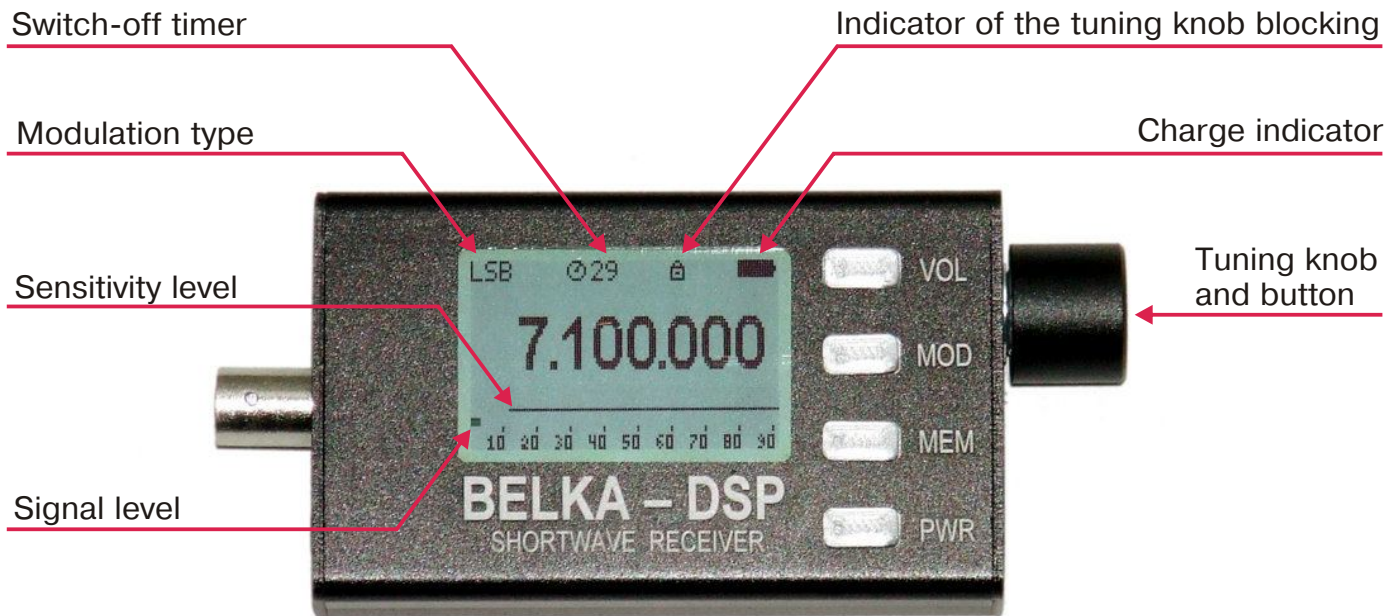 Switch-off timer
Indicator of the tuning knob blocking
Modulation type
Charge indicator
LSB 29
VOL
Tuning knob
and button
Sensitivity level
7.100.000
MOD
10 20 30 40 50 60 70 80 90
MEM
Signal level
BELKA – DSP
SHORTWAVE RECEIVER
PWR